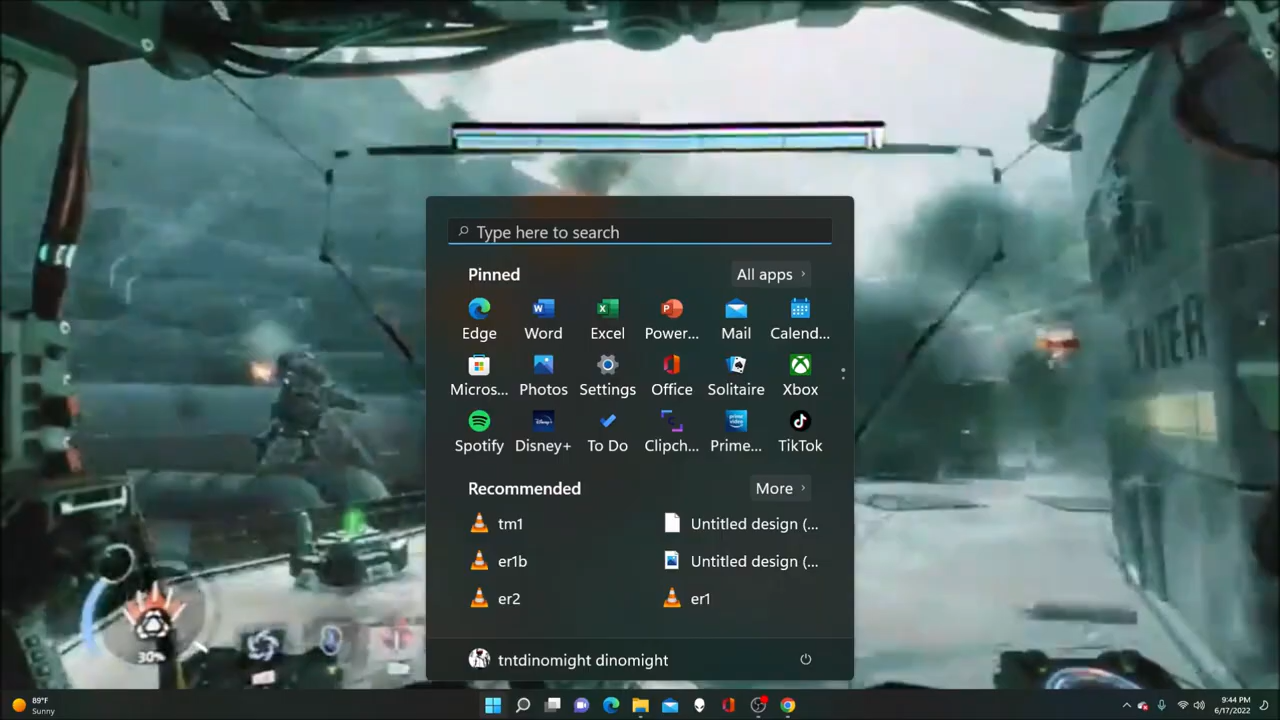 Type here to search
Pinned
All apps
Edge
Word
Excel
Power...
Mail
Calend...
Micros...
Photos
Settings
Office
Solitaire
Xbox
Spotify
Disney+
To Do
Clipch...
Prime...
TikTok
Recommended
More
tm1
Untitled design (...
er1b
Untitled design (...
er2
er1
tntdinomight dinomight
30%
89°F
Sunny
9:44 PM
6/17/2022